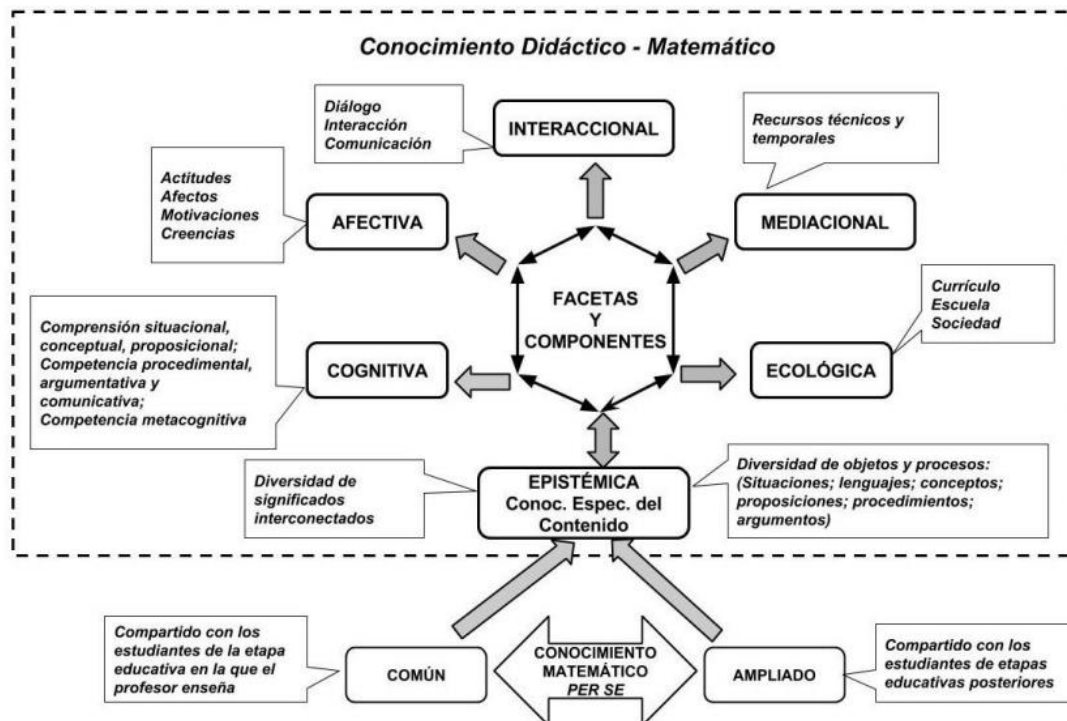 Conocimiento Didáctico - Matemático
Diálogo
Interacción
Comunicación
INTERACCIONAL
Recursos técnicos y
temporales
Actitudes
Afectos
Motivaciones
Creencias
AFECTIVA
MEDIACIONAL
FACETAS
Y
COMPONENTES
Currículo
Escuela
Sociedad
Comprensión situacional,
conceptual, proposicional;
Competencia procedimental,
argumentativa y
comunicativa;
Competencia metacognitiva
COGNITIVA
ECOLÓGICA
Diversidad de
significados
interconectados
EPISTÉMICA
Conoc. Espec. del
Contenido
Diversidad de objetos y procesos:
(Situaciones; lenguajes; conceptos;
proposiciones; procedimientos;
argumentos)
Compartido con los
estudiantes de la etapa
educativa en la que el
profesor enseña
COMÚN
CONOCIMIENTO
MATEMÁTICO
PER SE
AMPLIADO
Compartido con los
estudiantes de etapas
educativas posteriores